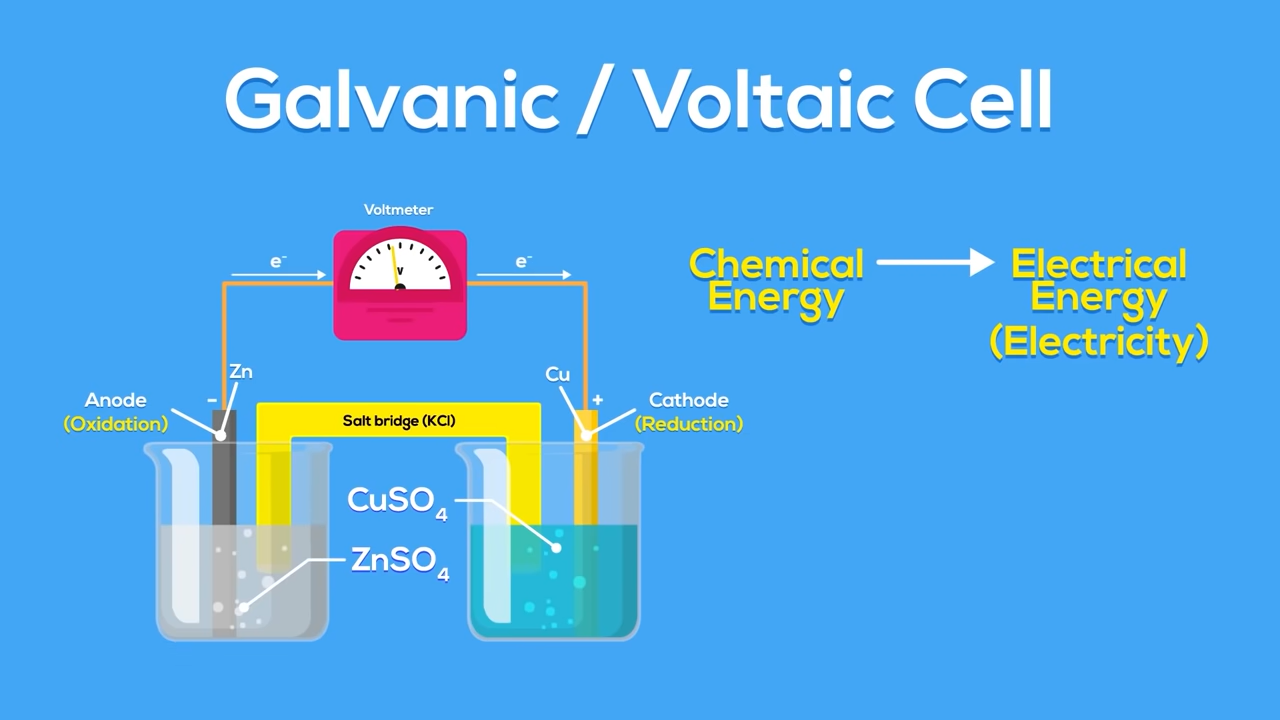 Galvanic / Voltaic Cell
Voltmeter
e⁻
e⁻
V
Chemical
Energy
Electrical
Energy
(Electricity)
Zn
Cu
-
+
Anode
(Oxidation)
Cathode
(Reduction)
Salt bridge (KCl)
CuSO₄
ZnSO₄